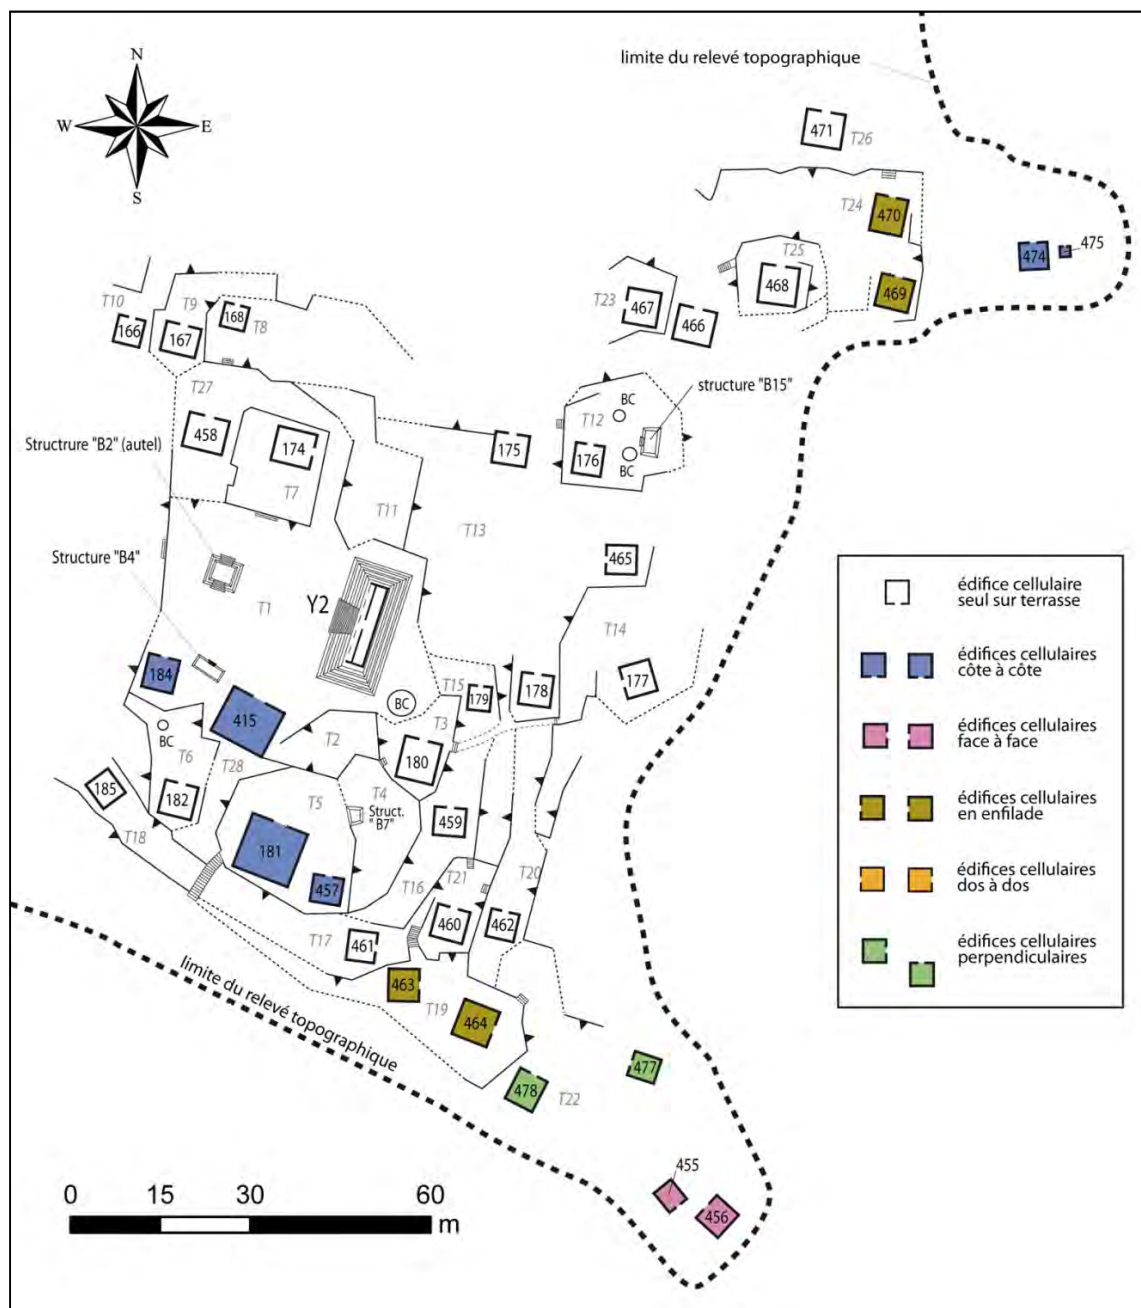 limite du relevé topographique
N
W
E
S
471
T26
T24
470
474
475
T25
468
469
T23
467
466
T10
166
T9
167
168
T8
structure "B15"
BC
T12
176
BC
T27
458
174
T7
175
Structrure "B2" (autel)
T11
T13
Structure "B4"
T1
Y2
465
T14
177
184
415
BC
T15
179
178
T3
T2
180
BC
T6
T28
182
185
T18
T5
T4
Struct.
"B7"
459
181
457
T16
T21
T20
460
462
T17
461
463
T19
464
limite du relevé topographique
477
478
T22
455
456
édifice cellulaire
seul sur terrasse
édifices cellulaires
côte à côte
édifices cellulaires
face à face
édifices cellulaires
en enfilade
édifices cellulaires
dos à dos
édifices cellulaires
perpendiculaires
0 15 30 60
m